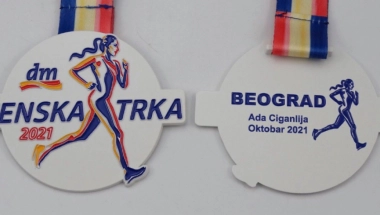 dm
ENSKA TRKA
2021
BEOGRAD
Ada Ciganlija
Oktobar 2021